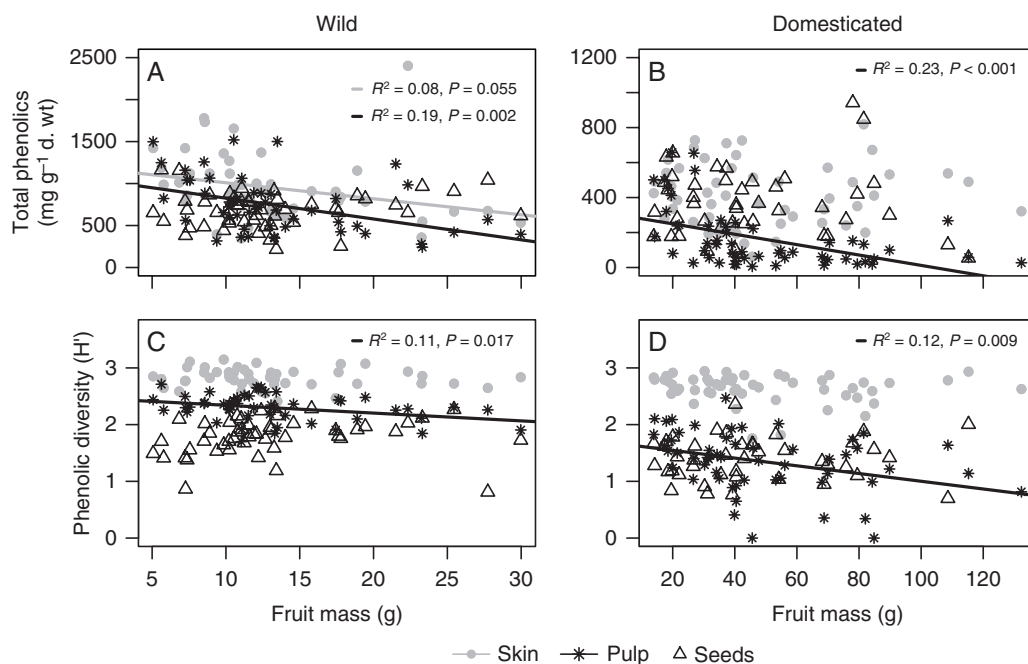 Wild
Domesticated
Total phenolics
(mg g⁻¹ d. wt)
2500
1500
500
0
A
R² = 0.08, P = 0.055
R² = 0.19, P = 0.002
1200
800
400
0
B
R² = 0.23, P < 0.001
Phenolic diversity (H')
3
2
1
0
C
R² = 0.11, P = 0.017
3
2
1
0
D
R² = 0.12, P = 0.009
5 10 15 20 25 30
20 40 60 80 100 120
Fruit mass (g)
Fruit mass (g)
Skin Pulp Seeds